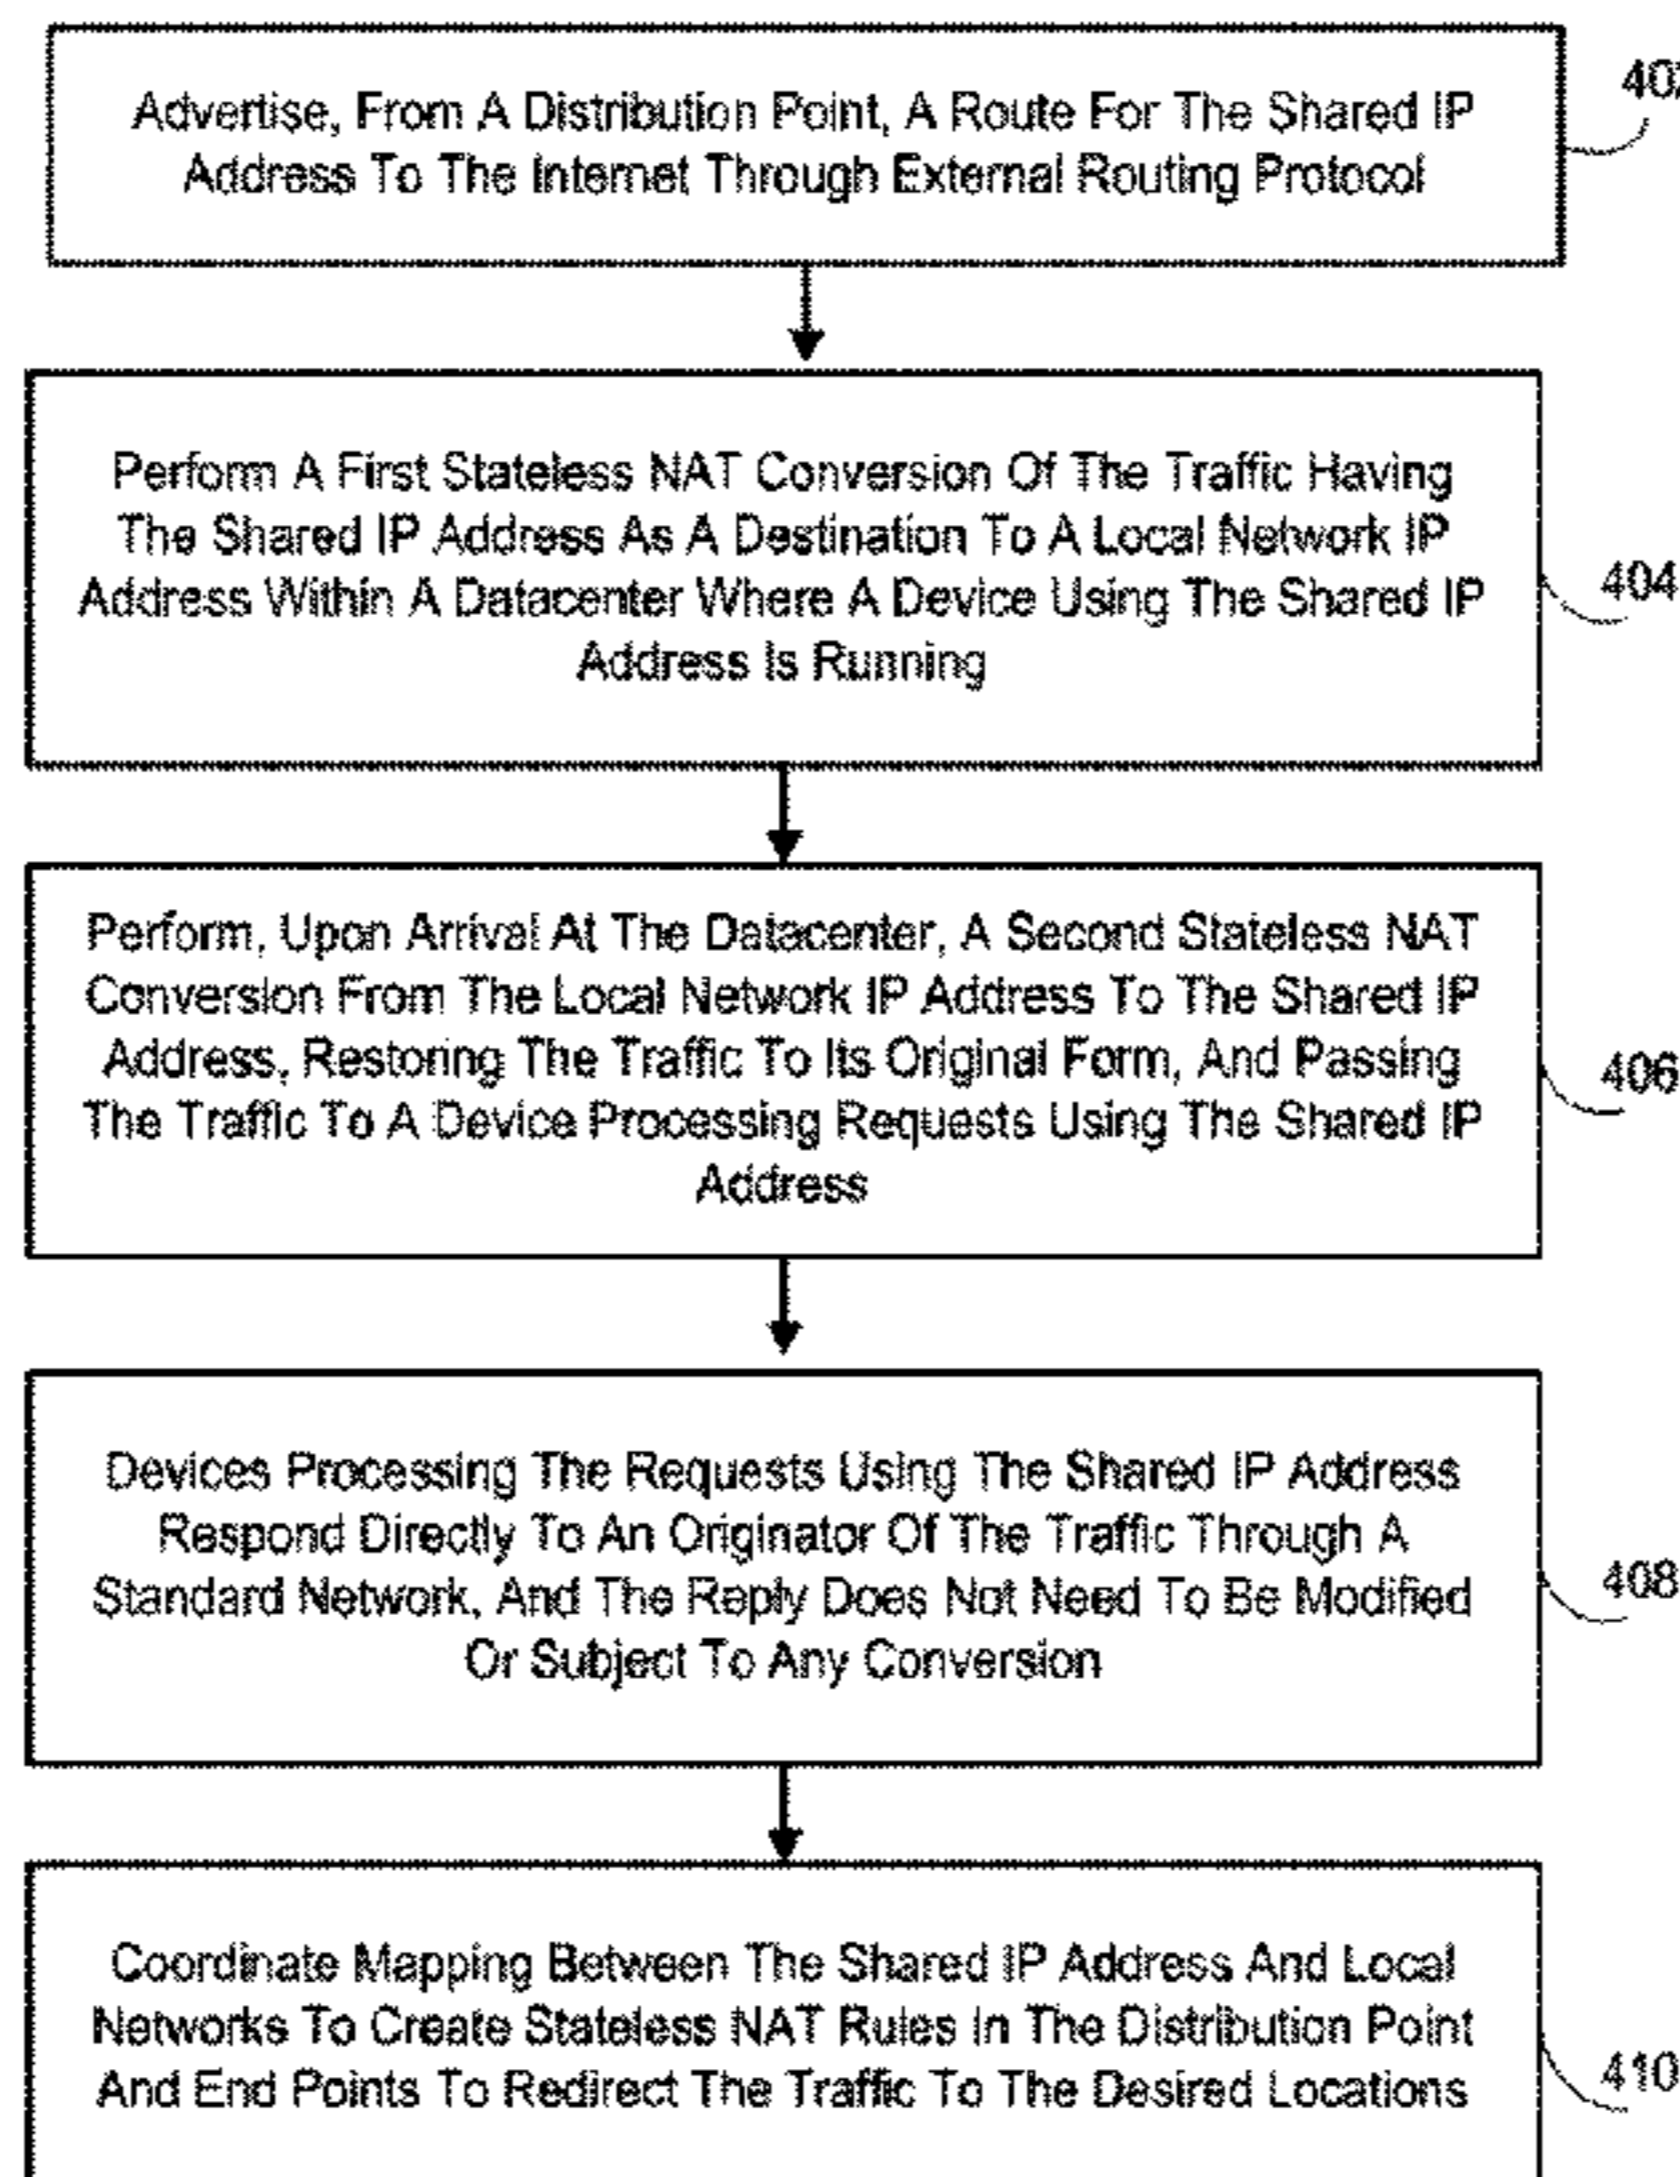 Advertise, From A Distribution Point, A Route For The Shared IP
Address To The Internet Through External Routing Protocol
Perform A First Stateless NAT Conversion Of The Traffic Having
The Shared IP Address As A Destination To A Local Network IP
Address Within A Datacenter Where A Device Using The Shared IP
Address Is Running
404
Perform, Upon Arrival At The Datacenter, A Second Stateless NAT
Conversion From The Local Network IP Address To The Shared IP
Address, Restoring The Traffic To Its Original Form, And Passing
The Traffic To A Device Processing Requests Using The Shared IP
Address
406
Devices Processing The Requests Using The Shared IP Address
Respond Directly To An Originator Of The Traffic Through A
Standard Network, And The Reply Does Not Need To Be Modified
Or Subject To Any Conversion
408
Coordinate Mapping Between The Shared IP Address And Local
Networks To Create Stateless NAT Rules In The Distribution Point
And End Points To Redirect The Traffic To The Desired Locations
410